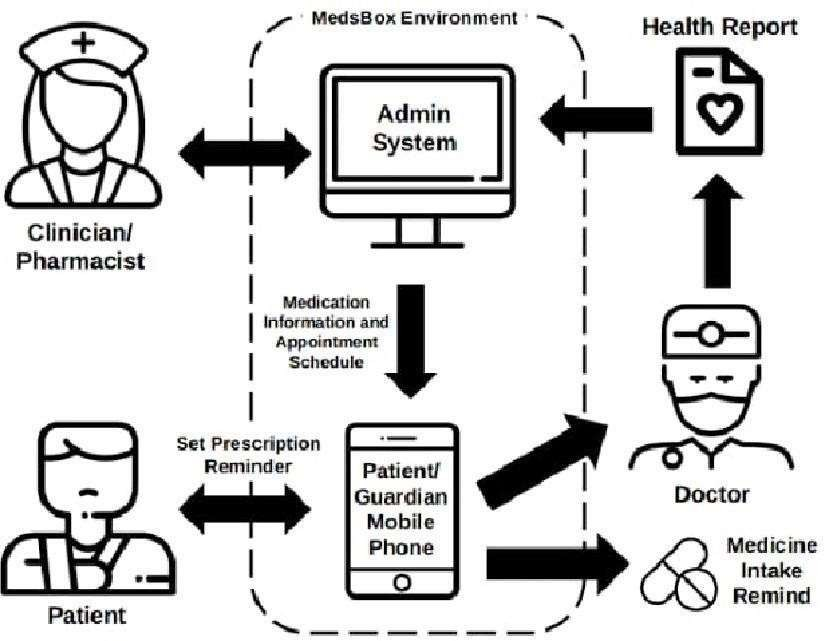 MedsBox Environment
Health Report
Admin
System
Clinician/
Pharmacist
Medication
Information and
Appointment
Schedule
Set Prescription
Reminder
Patient/
Guardian
Mobile
Phone
Doctor
Medicine
Intake
Remind
Patient